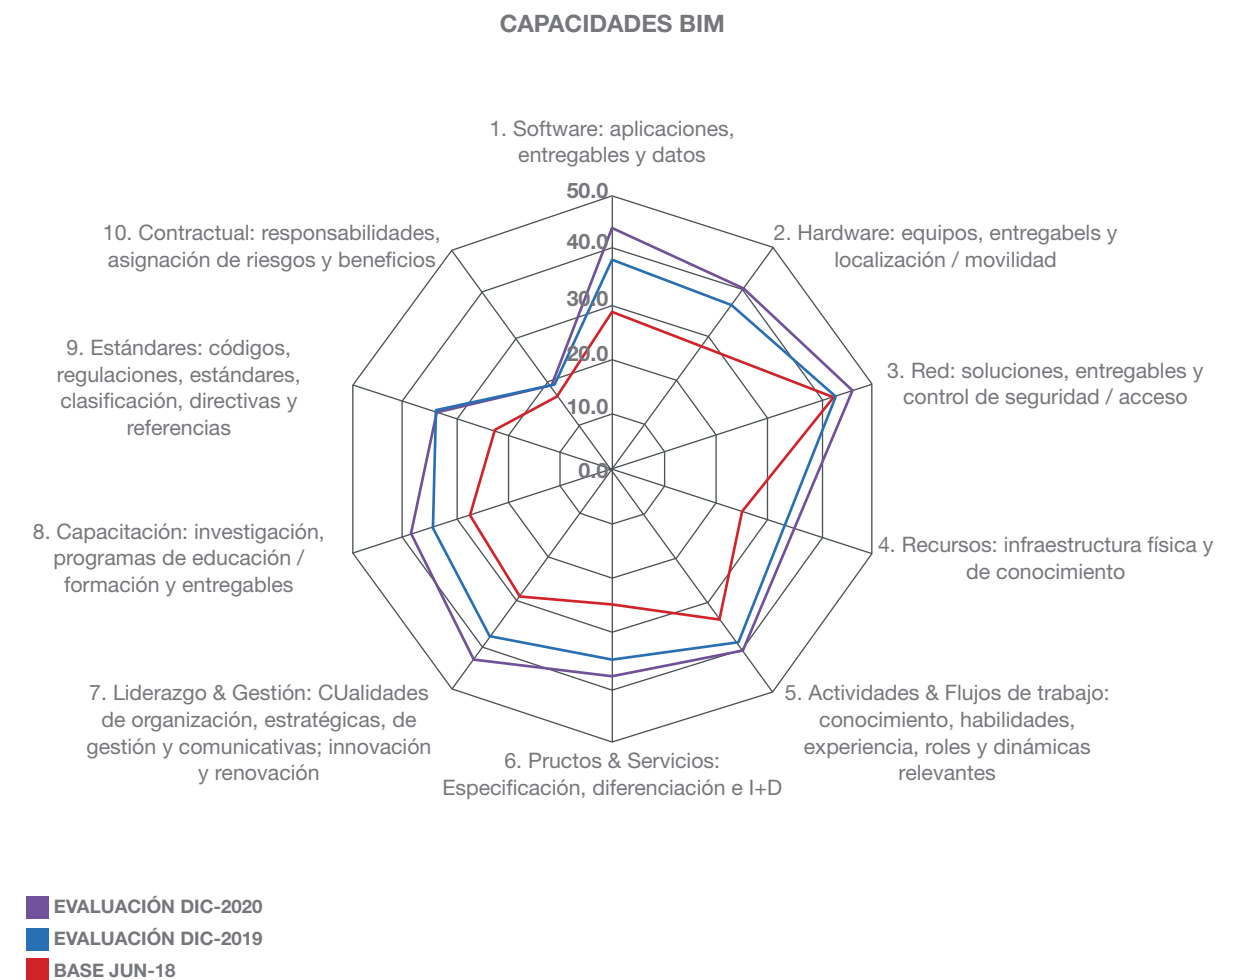 CAPACIDADES BIM
1. Software: aplicaciones,
entregables y datos
50.0
40.0
30.0
20.0
10.0
0.0
2. Hardware: equipos, entregabels y
localización / movilidad
3. Red: soluciones, entregables y
control de seguridad / acceso
4. Recursos: infraestructura física y
de conocimiento
5. Actividades & Flujos de trabajo:
conocimiento, habilidades,
experiencia, roles y dinámicas
relevantes
6. Pructos & Servicios:
Especificación, diferenciación e I+D
7. Liderazgo & Gestión: CUalidades
de organización, estratégicas, de
gestión y comunicativas; innovación
y renovación
8. Capacitación: investigación,
programas de educación /
formación y entregables
9. Estándares: códigos,
regulaciones, estándares,
clasificación, directivas y
referencias
10. Contractual: responsabilidades,
asignación de riesgos y beneficios
EVALUACIÓN DIC-2020
EVALUACIÓN DIC-2019
BASE JUN-18